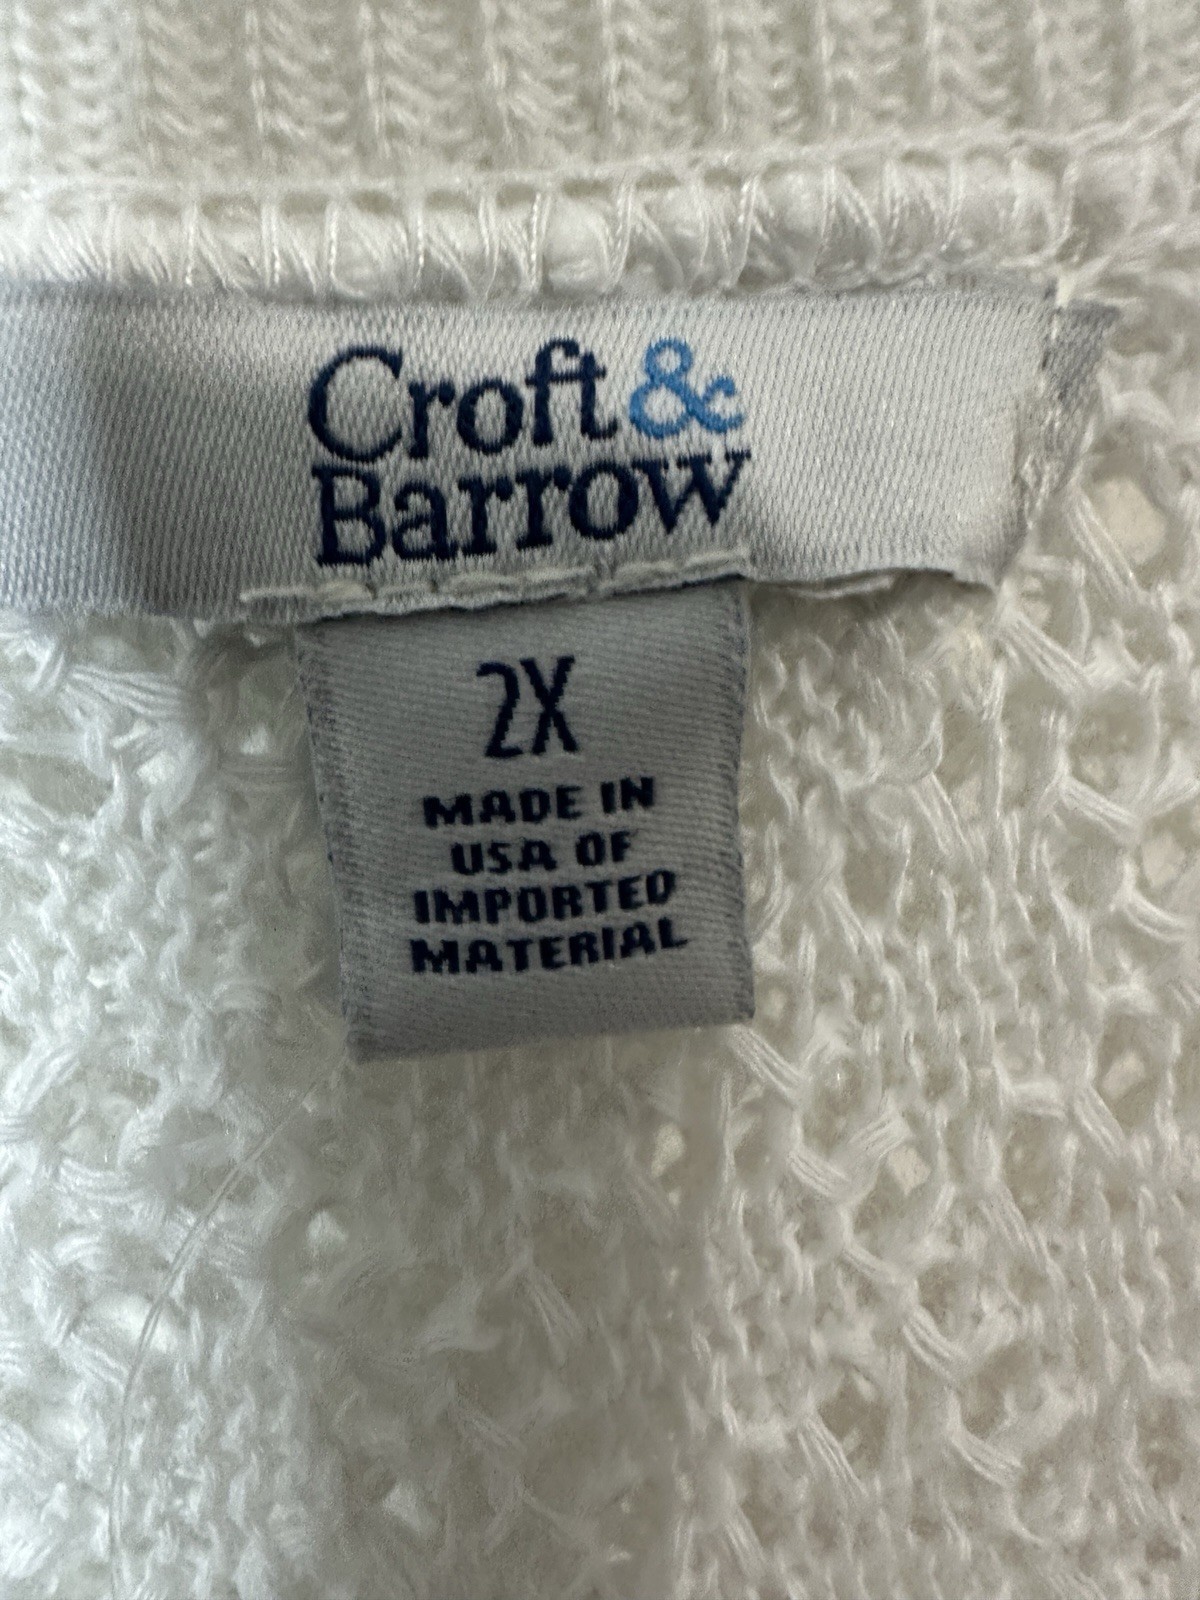 Croft &
Barrow
2X
MADE IN
USA OF
IMPORTED
MATERIAL